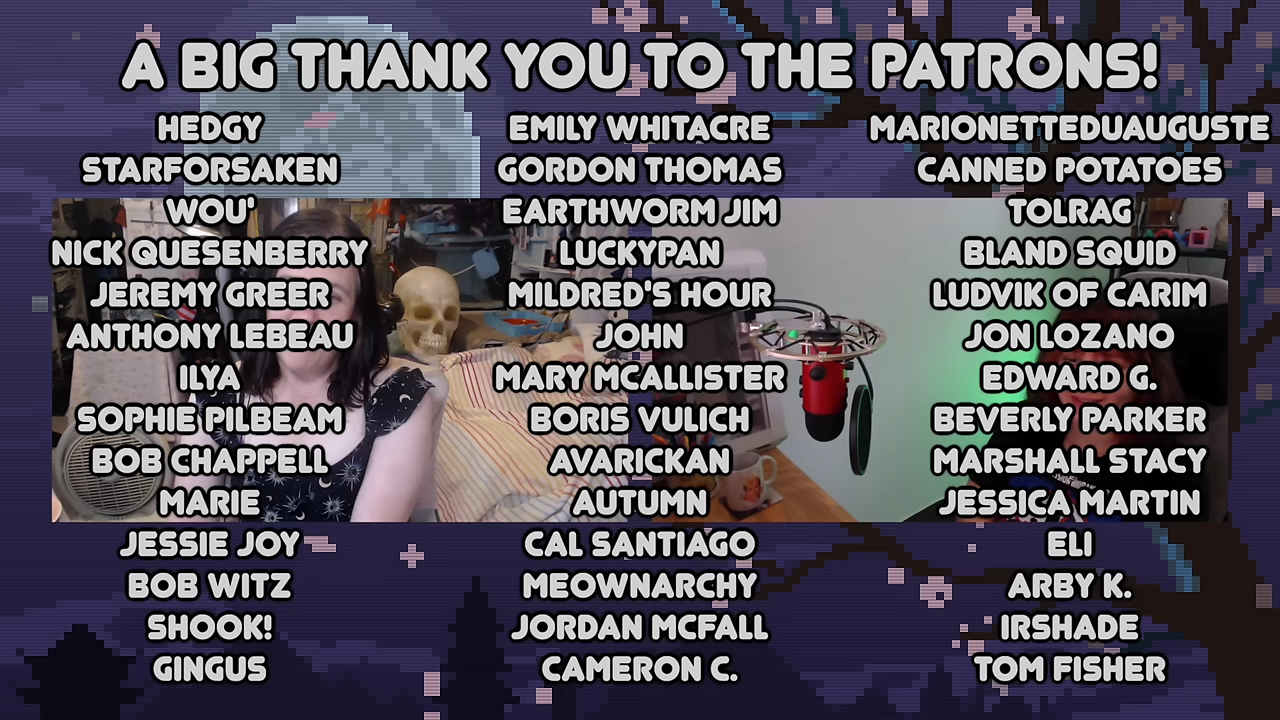 A BIG THANK YOU TO THE PATRONS!
HEDGY
STARFORSAKEN
WOU'
NICK QUESENBERRY
JEREMY GREER
ANTHONY LEBEAU
ILYA
SOPHIE PILBEAM
BOB CHAPPELL
MARIE
JESSIE JOY
BOB WITZ
SHOOK!
GINGUS
EMILY WHITACRE
GORDON THOMAS
EARTHWORM JIM
LUCKYPAN
MILDRED'S HOUR
JOHN
MARY MCALLISTER
BORIS VULICH
AVARICKAN
AUTUMN
CAL SANTIAGO
MEOWNARCHY
JORDAN MCFALL
CAMERON C.
MARIONETTEDUAUGUSTE
CANNED POTATOES
TOLRAG
BLAND SQUID
LUDVIK OF CARIM
JON LOZANO
EDWARD G.
BEVERLY PARKER
MARSHALL STACY
JESSICA MARTIN
ELI
ARBY K.
IRSHADE
TOM FISHER